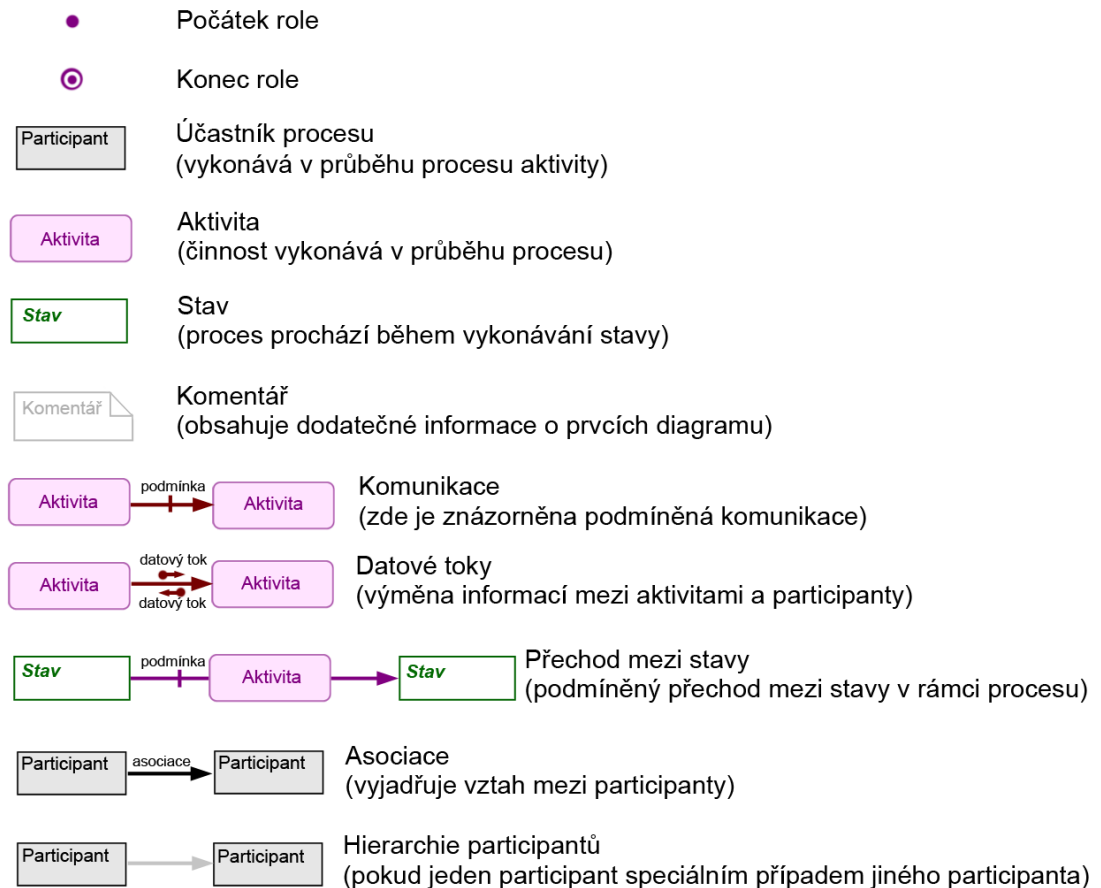 Počátek role
Konec role
Participant
Účastník procesu
(vykonává v průběhu procesu aktivity)
Aktivita
Aktivita
(činnost vykonává v průběhu procesu)
Stav
Stav
(proces prochází během vykonávání stavy)
Komentář
Komentář
(obsahuje dodatečné informace o prvcích diagramu)
Aktivita
podmínka
Aktivita
Komunikace
(zde je znázorněna podmíněná komunikace)
Aktivita
datový tok
datový tok
Aktivita
Datové toky
(výměna informací mezi aktivitami a participanty)
Stav
podmínka
Aktivita
Stav
Přechod mezi stavy
(podmíněný přechod mezi stavy v rámci procesu)
Participant
asociace
Participant
Asociace
(vyjadřuje vztah mezi participanty)
Participant
Participant
Hierarchie participantů
(pokud jeden participant speciálním případem jiného participanta)